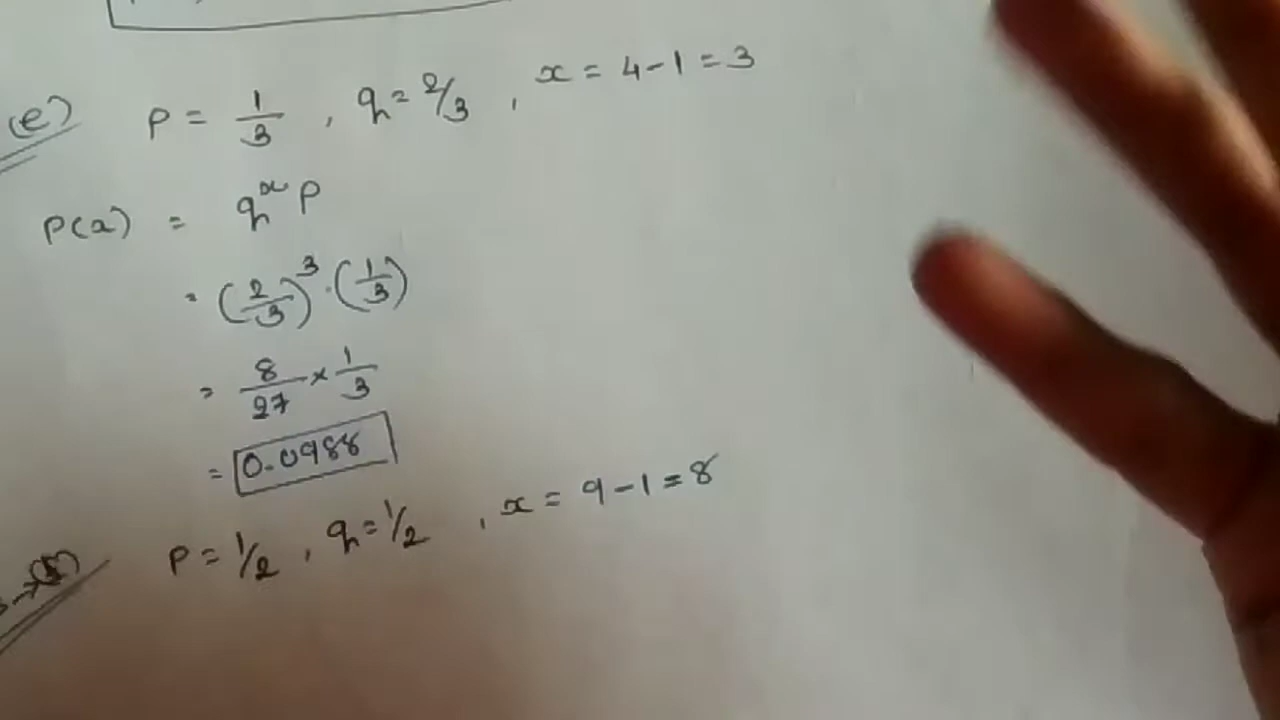 (e) P = 1/3 , q = 2/3 , x = 4-1 = 3
P(x) = q^x P
= (2/3)^3 . (1/3)
= 8/27 × 1/3
= 0.0988
P = 1/2 , q = 1/2 , x = 9-1 = 8